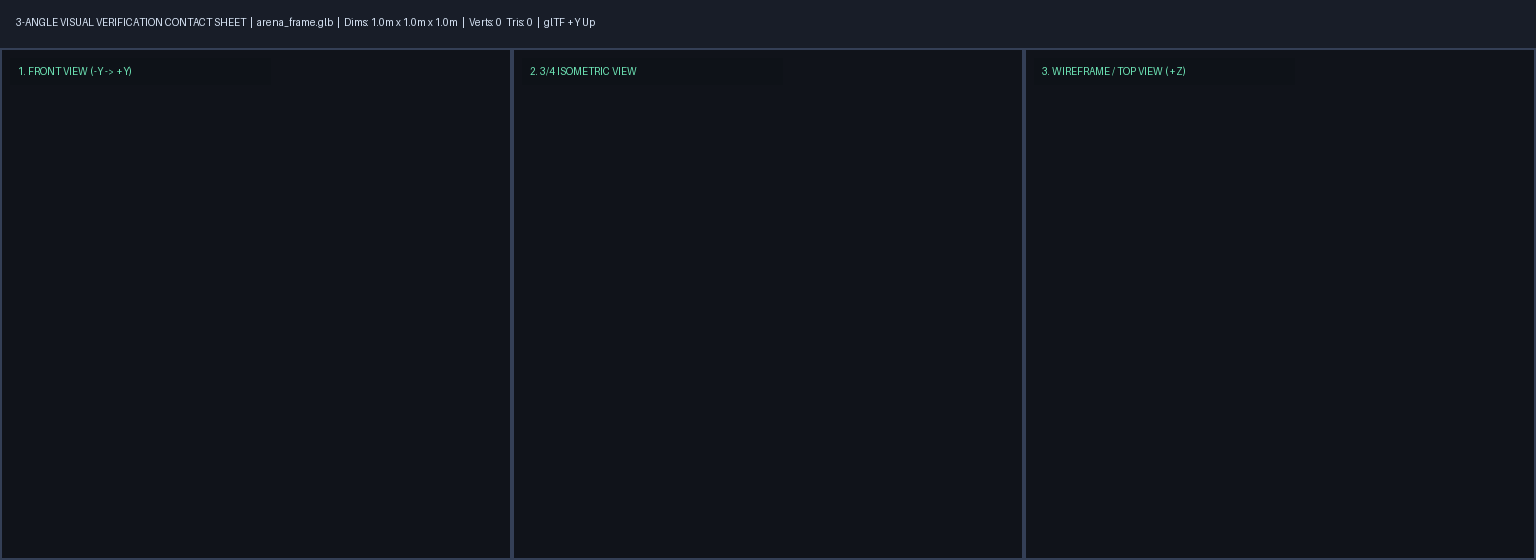 3-ANGLE VISUAL VERIFICATION CONTACT SHEET | arena_frame.glb | Dims: 1.0m x 1.0m x 1.0m | Verts: 0 Tris: 0 | glTF +Y Up
1. FRONT VIEW (-Y -> +Y)
2. 3/4 ISOMETRIC VIEW
3. WIREFRAME / TOP VIEW (+Z)